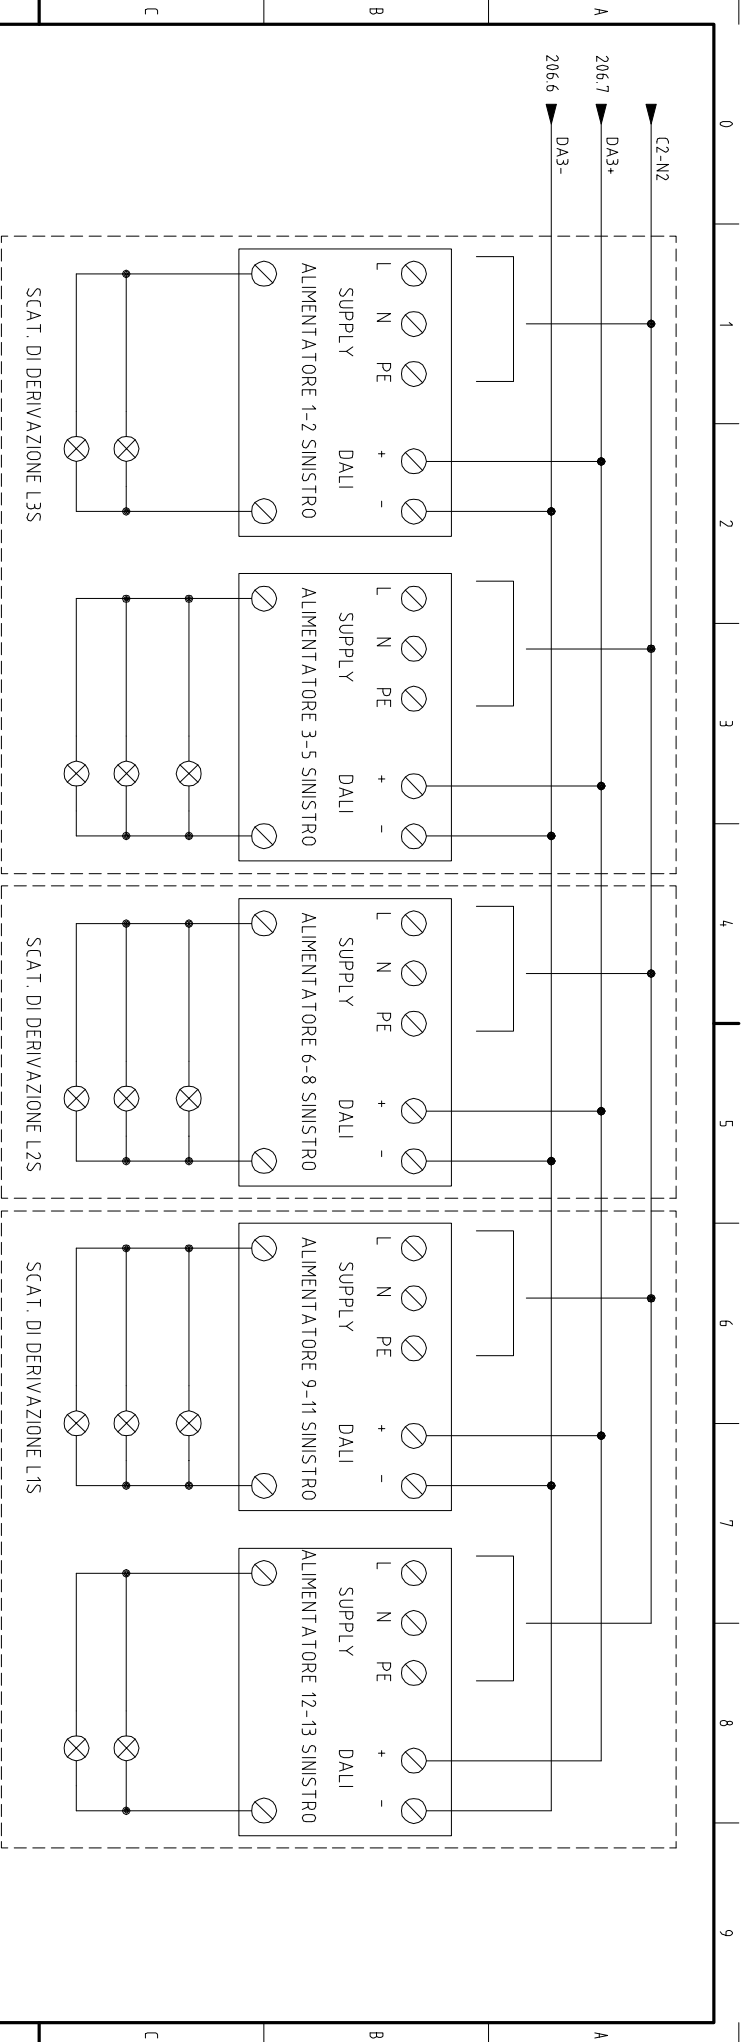 0 1 2 3 4 5 6 7 8 9
A
B
C
A
B
C
C2-N2
206.7 DA3+
206.6 DA3-
L N PE + -
SUPPLY DALI
ALIMENTATORE 1-2 SINISTRO
L N PE + -
SUPPLY DALI
ALIMENTATORE 3-5 SINISTRO
L N PE + -
SUPPLY DALI
ALIMENTATORE 6-8 SINISTRO
L N PE + -
SUPPLY DALI
ALIMENTATORE 9-11 SINISTRO
L N PE + -
SUPPLY DALI
ALIMENTATORE 12-13 SINISTRO
SCAT. DI DERIVAZIONE L3S
SCAT. DI DERIVAZIONE L2S
SCAT. DI DERIVAZIONE L1S